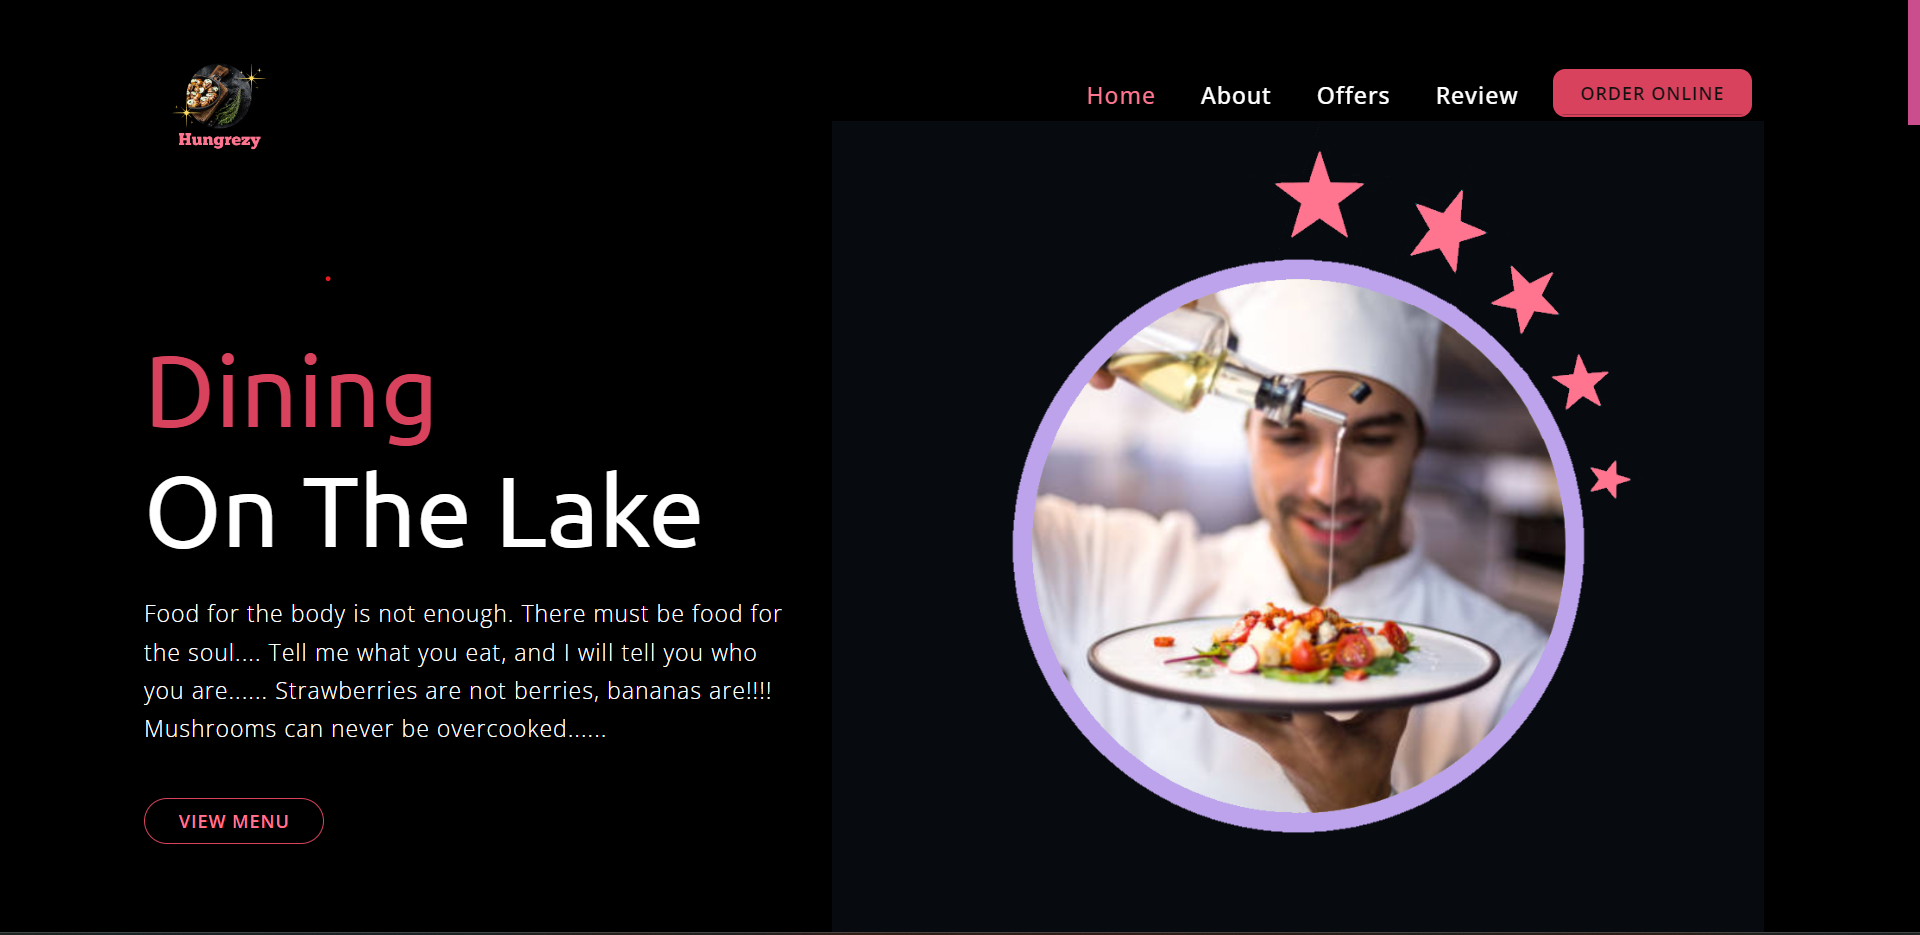 Hungrezy
Home About Offers Review ORDER ONLINE
Dining
On The Lake
Food for the body is not enough. There must be food for
the soul.... Tell me what you eat, and I will tell you who
you are...... Strawberries are not berries, bananas are!!!!
Mushrooms can never be overcooked......
VIEW MENU